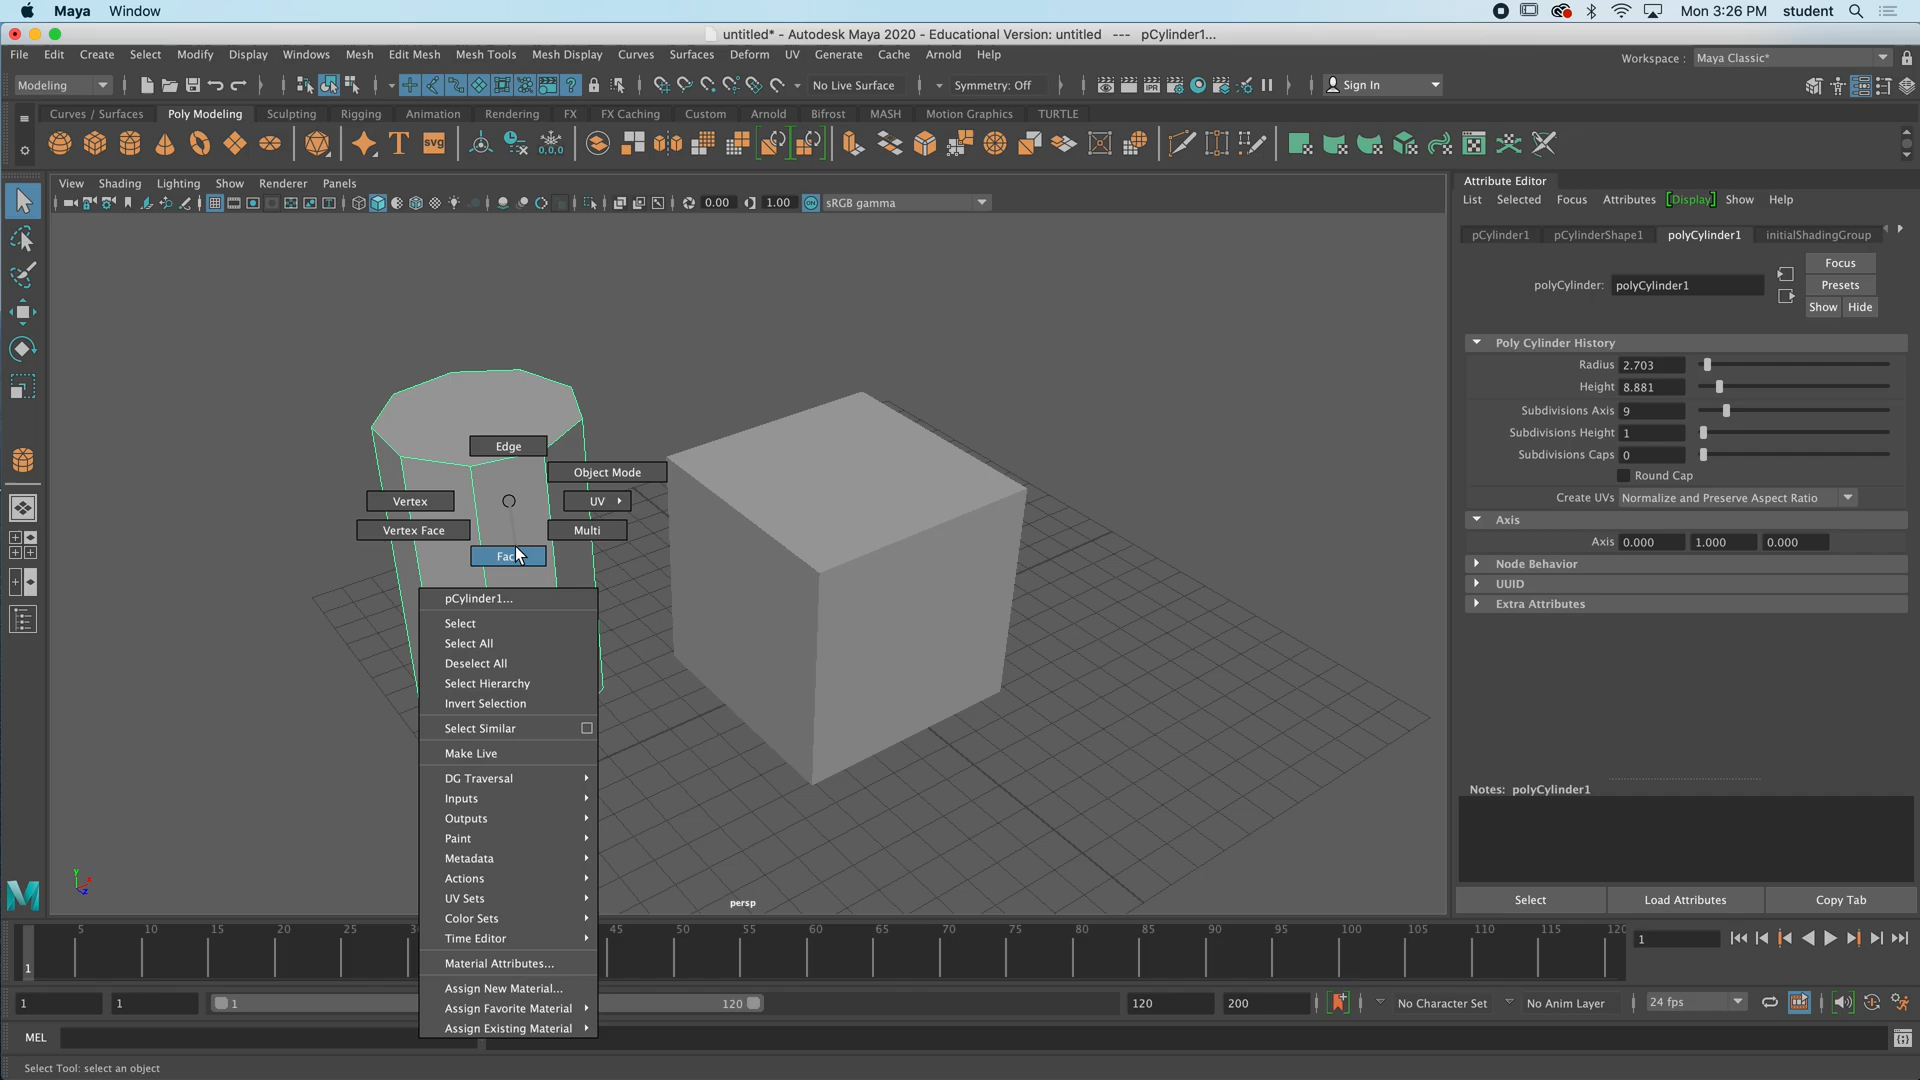 Maya Window Mon 3:26 PM student
untitled* - Autodesk Maya 2020 - Educational Version: untitled --- pCylinder1...
File Edit Create Select Modify Display Windows Mesh Edit Mesh Mesh Tools Mesh Display Curves Surfaces Deform UV Generate Cache Arnold Help Workspace : Maya Classic*
Modeling No Live Surface Symmetry: Off Sign In
Curves / Surfaces Poly Modeling Sculpting Rigging Animation Rendering FX FX Caching Custom Arnold Bifrost MASH Motion Graphics TURTLE
View Shading Lighting Show Renderer Panels
0.00 1.00 sRGB gamma
Attribute Editor
List Selected Focus Attributes Display Show Help
pCylinder1 pCylinderShape1 polyCylinder1 initialShadingGroup
Focus
polyCylinder: polyCylinder1 Presets
Show Hide
Poly Cylinder History
Radius 2.703
Height 8.881
Subdivisions Axis 9
Subdivisions Height 1
Subdivisions Caps 0
Round Cap
Create UVs Normalize and Preserve Aspect Ratio
Axis
Axis 0.000 1.000 0.000
Node Behavior
UUID
Extra Attributes
Notes: polyCylinder1
Select Load Attributes Copy Tab
Edge
Object Mode
Vertex UV
Vertex Face Multi
pCylinder1...
Select
Select All
Deselect All
Select Hierarchy
Invert Selection
Select Similar
Make Live
DG Traversal
Inputs
Outputs
Paint
Metadata
Actions
UV Sets
Color Sets
Time Editor
Material Attributes...
Assign New Material...
Assign Favorite Material
Assign Existing Material
persp
5 10 15 20 25 45 50 55 60 65 70 75 80 85 90 95 100 105 110 115 1
1
1 1 1 120 120 200 No Character Set No Anim Layer 24 fps
MEL
Select Tool: select an object